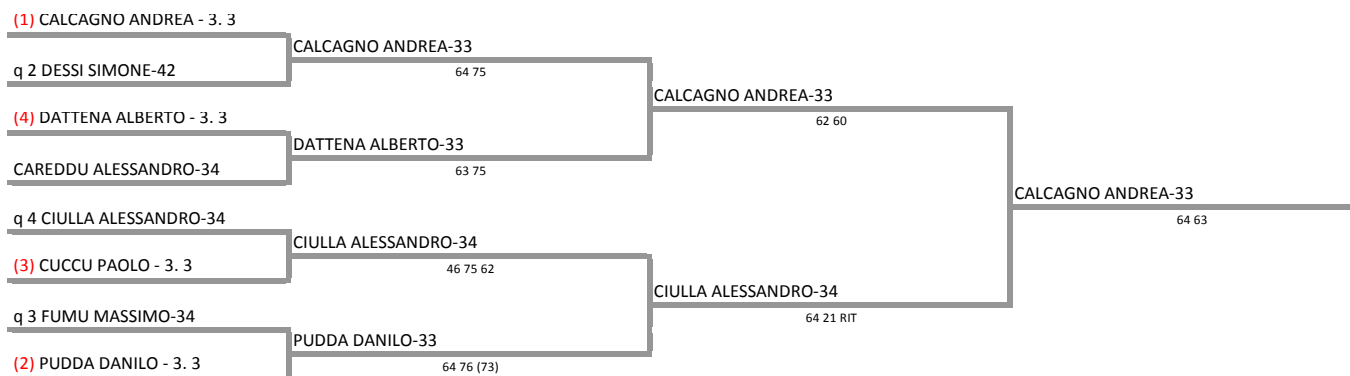 (1) CALCAGNO ANDREA - 3. 3
q 2 DESSI SIMONE-42
(4) DATTENA ALBERTO - 3. 3
CAREDDU ALESSANDRO-34
q 4 CIULLA ALESSANDRO-34
(3) CUCCU PAOLO - 3. 3
q 3 FUMU MASSIMO-34
(2) PUDDA DANILO - 3. 3
CALCAGNO ANDREA-33
64 75
DATTENA ALBERTO-33
63 75
CIULLA ALESSANDRO-34
46 75 62
PUDDA DANILO-33
64 76 (73)
CALCAGNO ANDREA-33
62 60
CIULLA ALESSANDRO-34
64 21 RIT
CALCAGNO ANDREA-33
64 63